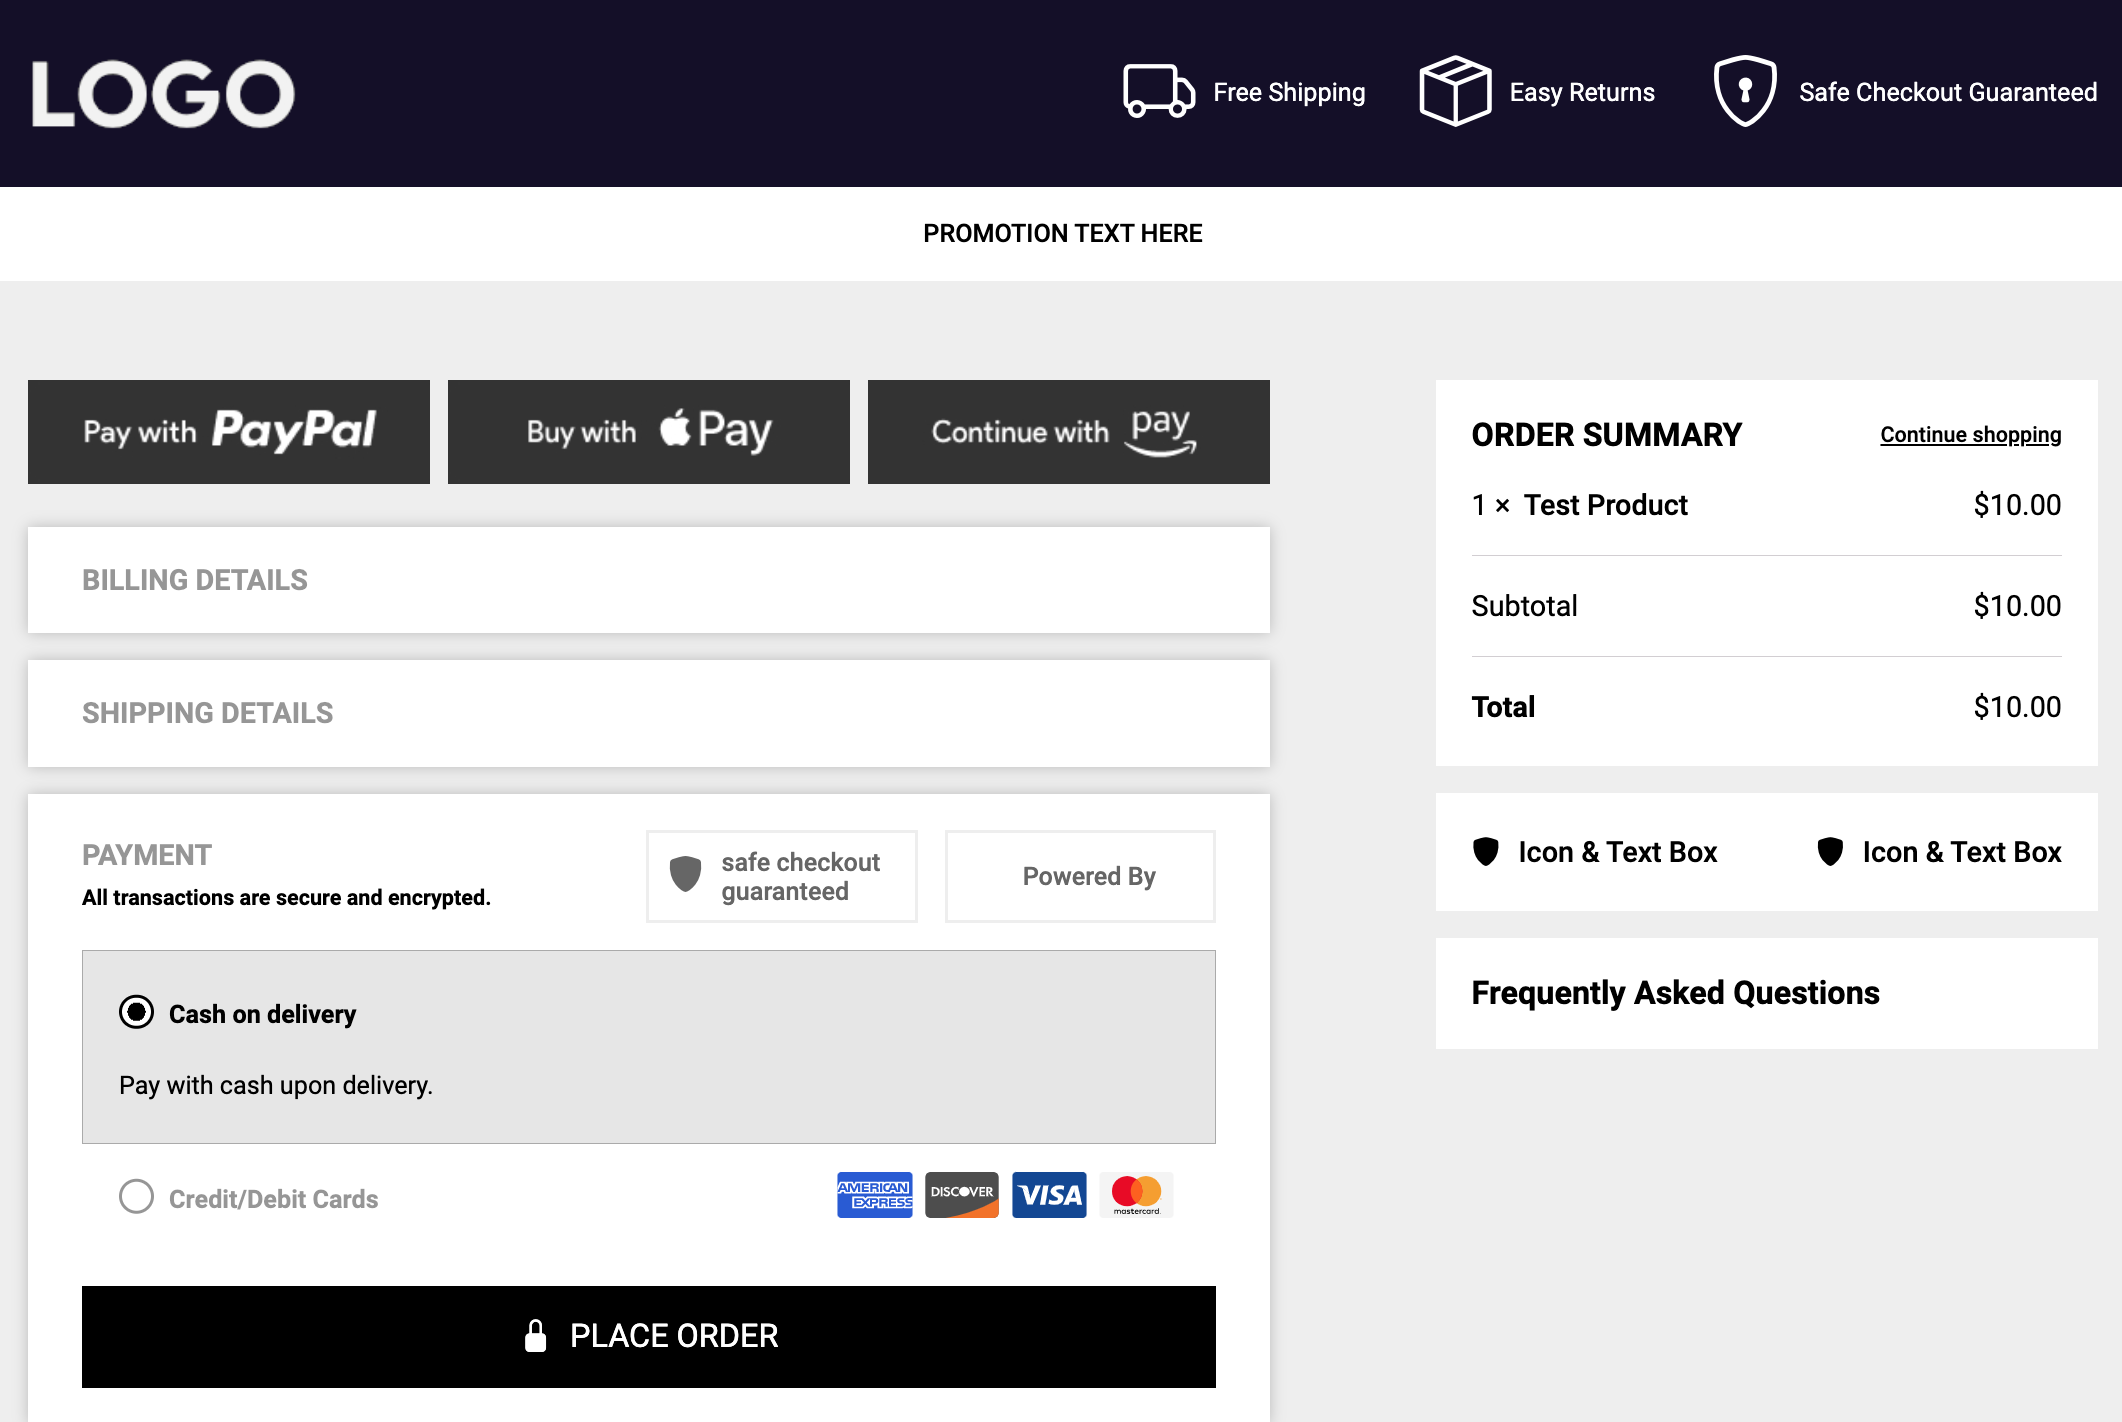 LOGO
Free Shipping
Easy Returns
Safe Checkout Guaranteed
PROMOTION TEXT HERE
Pay with PayPal
Buy with Pay
Continue with pay
BILLING DETAILS
SHIPPING DETAILS
PAYMENT
All transactions are secure and encrypted.
safe checkout
guaranteed
Powered By
Cash on delivery
Pay with cash upon delivery.
Credit/Debit Cards
AMERICAN
EXPRESS
DISCOVER
VISA
mastercard.
PLACE ORDER
ORDER SUMMARY
Continue shopping
1 × Test Product $10.00
Subtotal $10.00
Total $10.00
Icon & Text Box
Icon & Text Box
Frequently Asked Questions